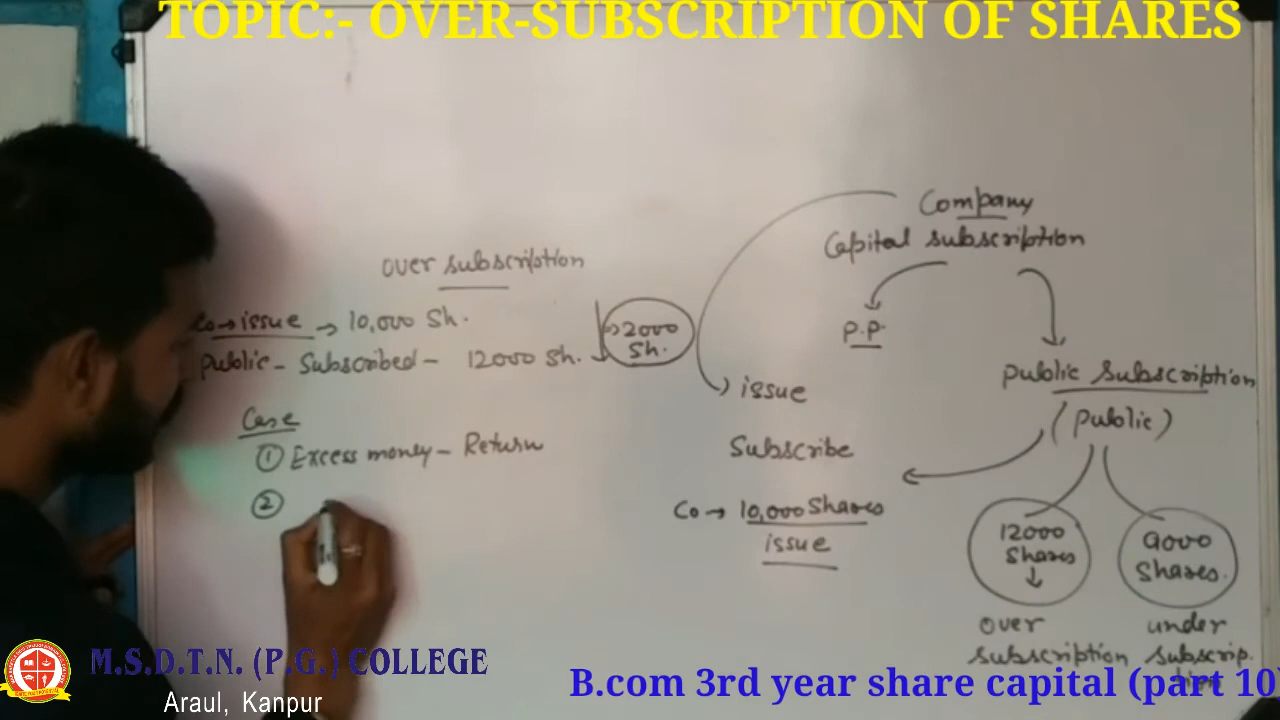 TOPIC:- OVER-SUBSCRIPTION OF SHARES
Company
Capital subscription
P.P.
Public Subscription
(Public)
issue
Subscribe
Co → 10,000 Shares
issue
12000
Shares
↓
over
subscription
9000
Shares.
under
subscrip.
over subscription
Co → issue → 10,000 Sh.
Public - Subscribed - 12000 Sh.
→ 2000
Sh.
Case
① Excess money - Return
②
M.S.D.T.N. (P.G.) COLLEGE
Araul, Kanpur
B.com 3rd year share capital (part 10)